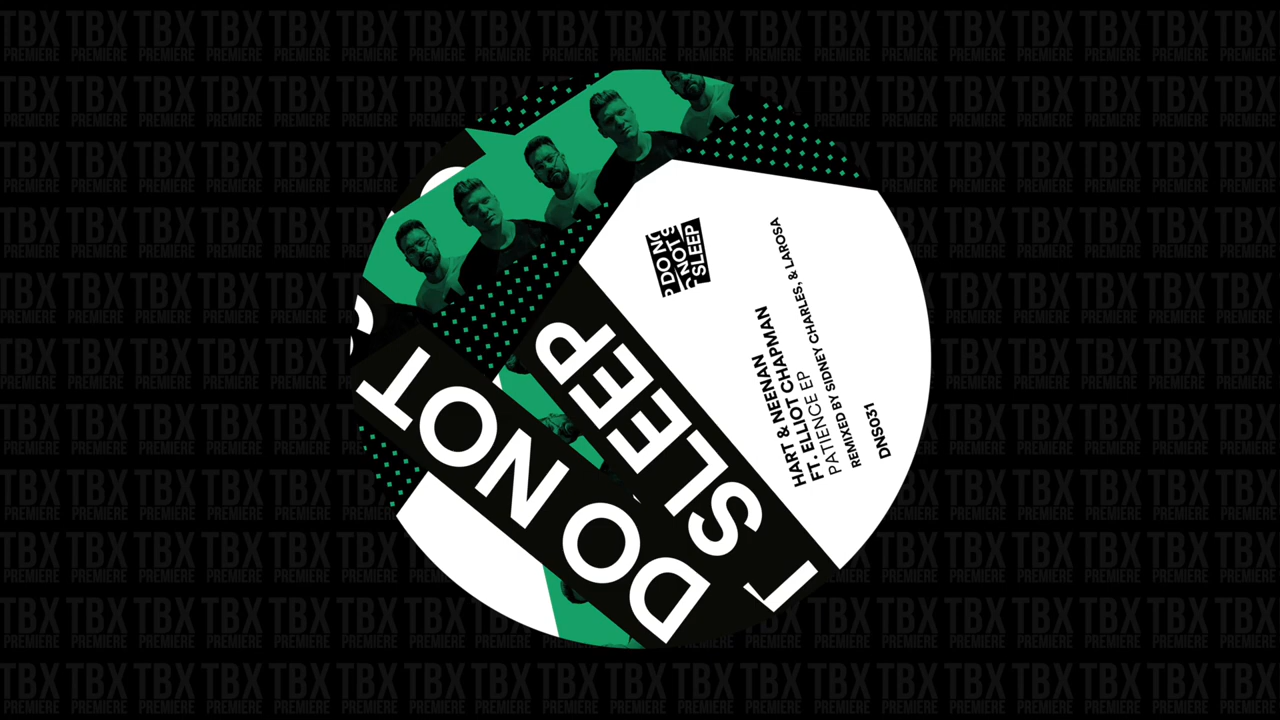 DO NOT
SLEEP
DO NO
NOT
SLEEP
HART & NEENAN
FT. ELLIOT CHAPMAN
PATIENCE EP
REMIXED BY SIDNEY CHARLES, & LAROSA
DNS031
TBX
PREMIERE